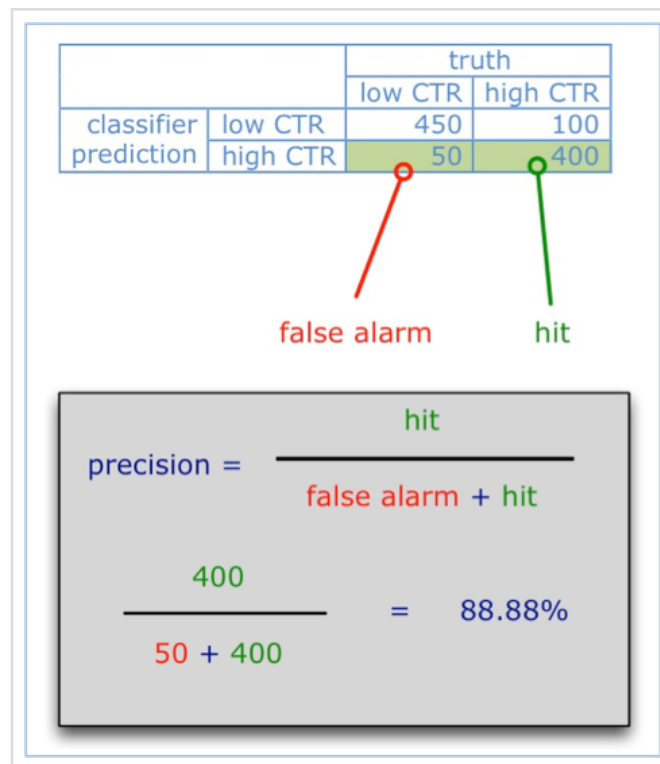 truth
low CTR high CTR
classifier low CTR 450 100
prediction high CTR 50 400
false alarm hit
hit
precision =
false alarm + hit
400
= 88.88%
50 + 400